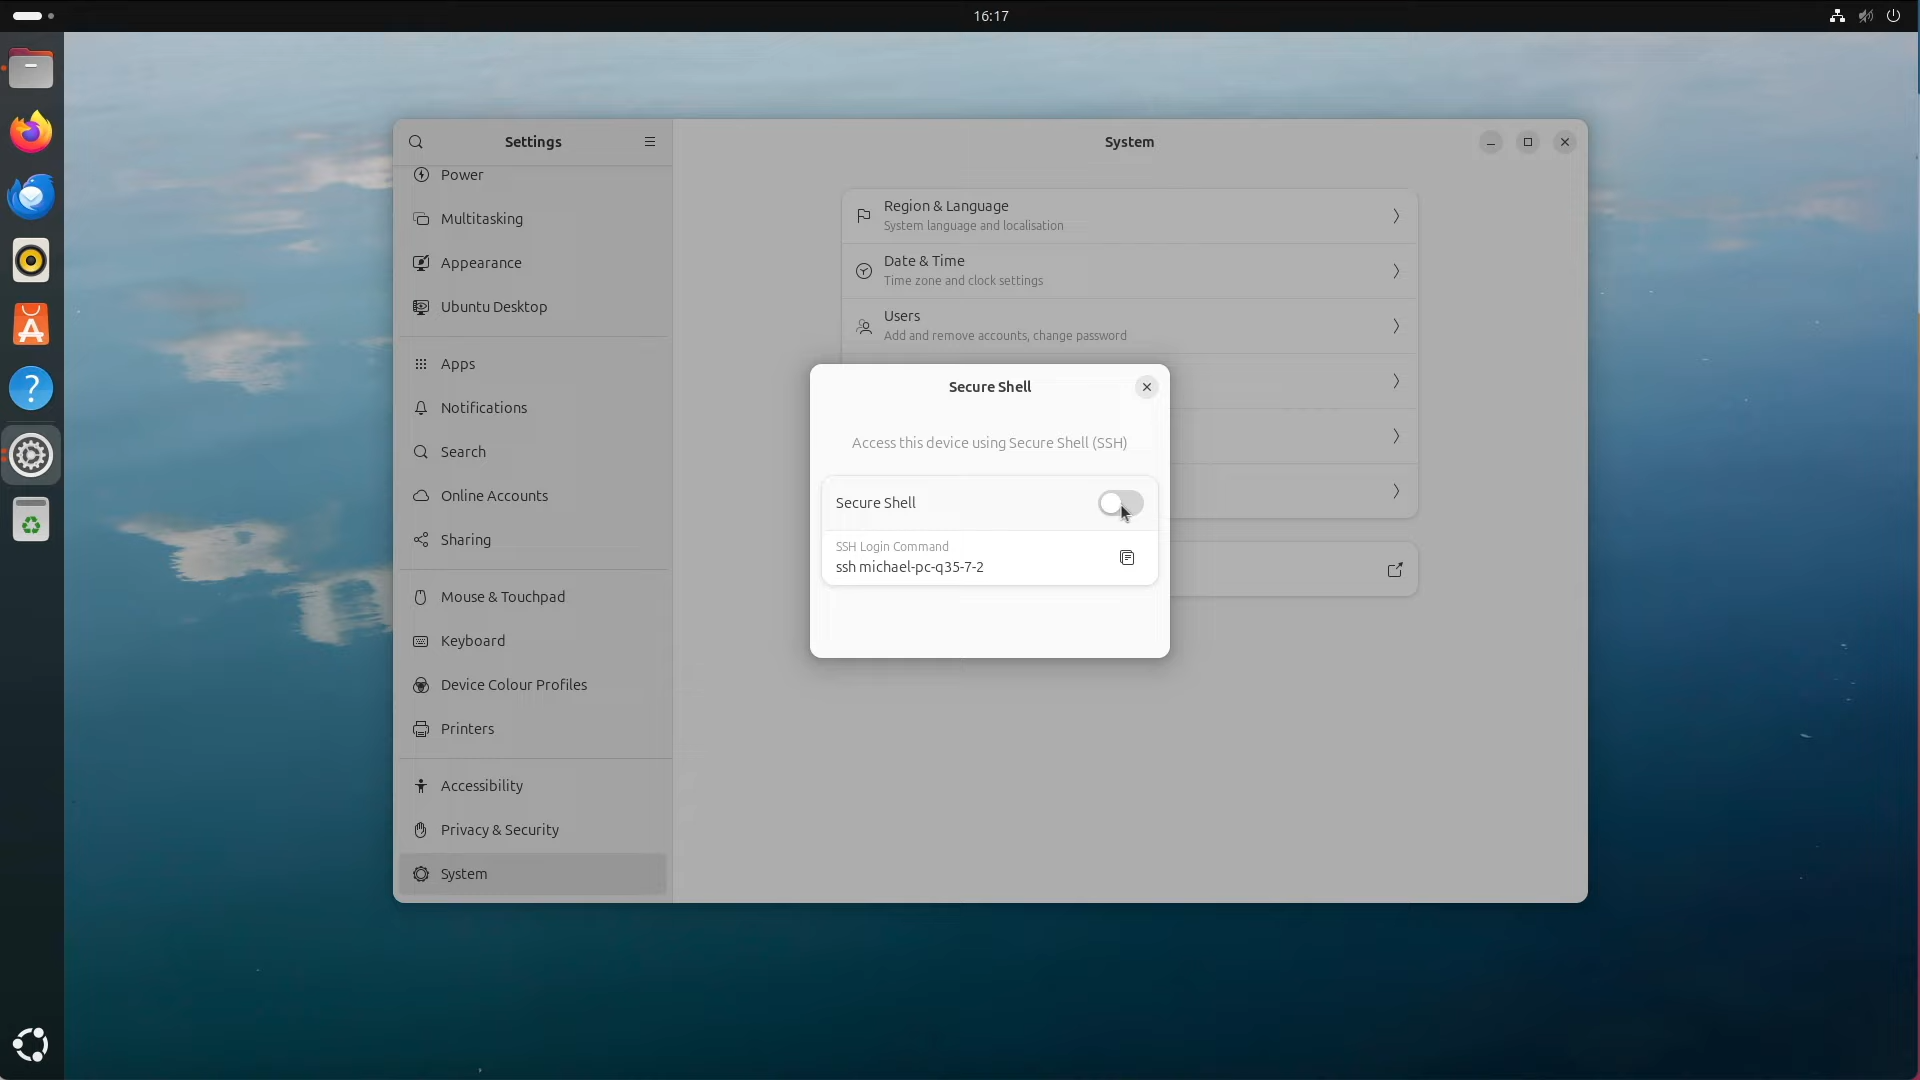 16:17
Settings
System
Power
Multitasking
Appearance
Ubuntu Desktop
Apps
Notifications
Search
Online Accounts
Sharing
Mouse & Touchpad
Keyboard
Device Colour Profiles
Printers
Accessibility
Privacy & Security
System
Region & Language
System language and localisation
Date & Time
Time zone and clock settings
Users
Add and remove accounts, change password
Secure Shell
Access this device using Secure Shell (SSH)
Secure Shell
SSH Login Command
ssh michael-pc-q35-7-2